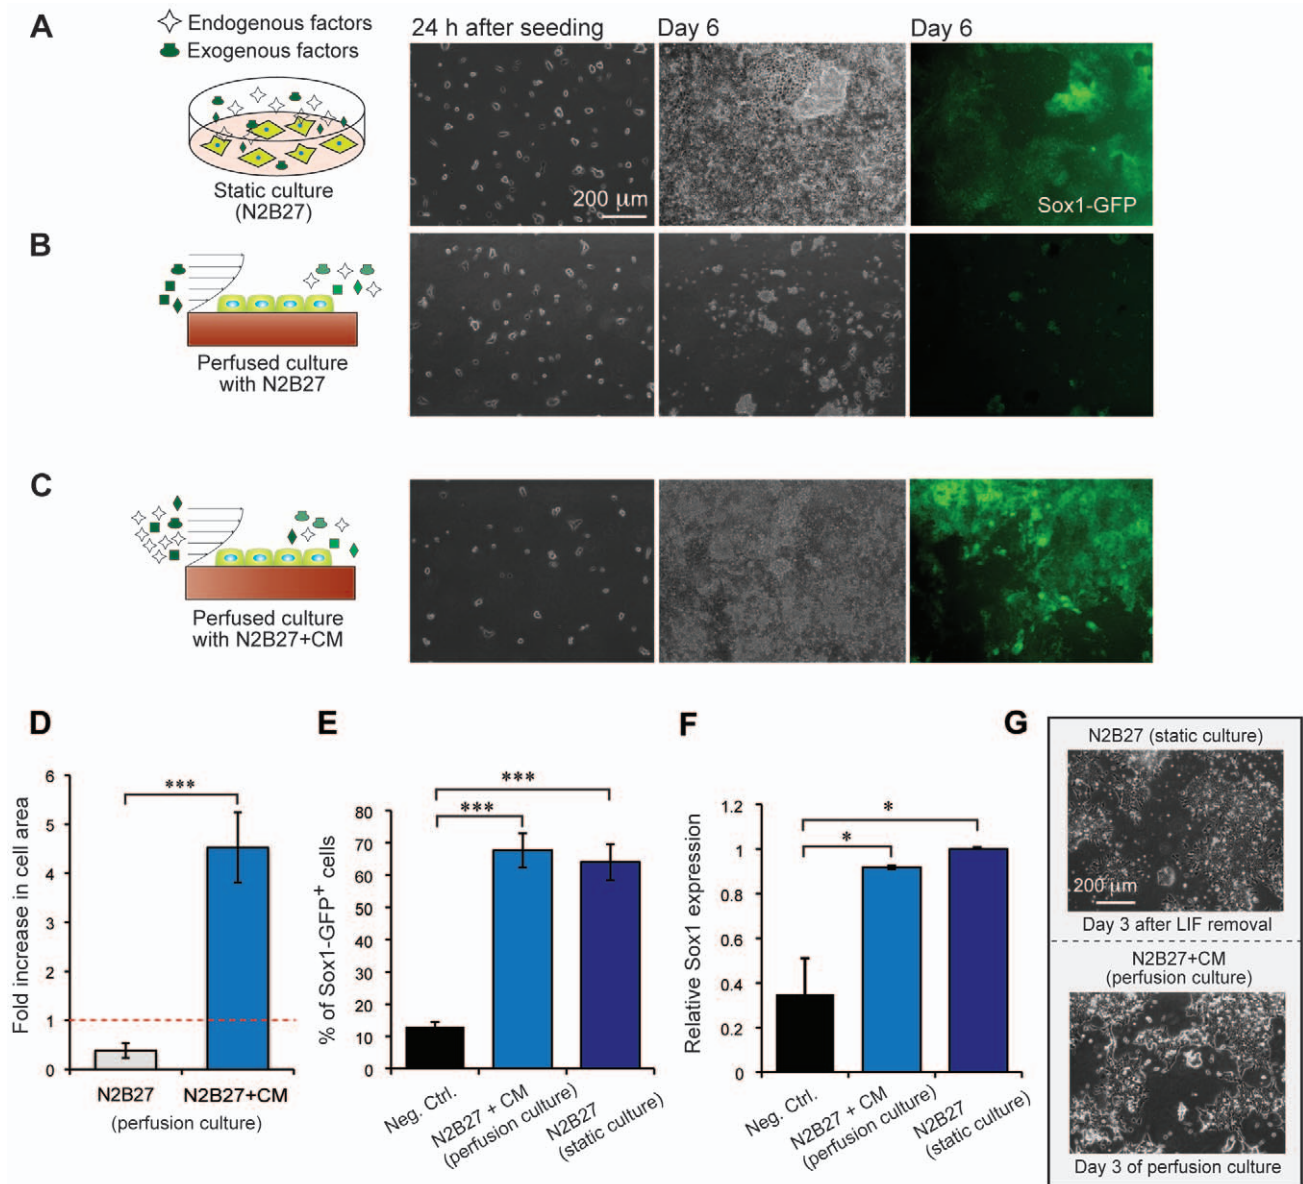 A
Endogenous factors
Exogenous factors
Static culture
(N2B27)
24 h after seeding
Day 6
Day 6
200 μm
Sox1-GFP
B
Perfused culture
with N2B27
C
Perfused culture
with N2B27+CM
D
Fold increase in cell area
6
5
4
3
2
1
0
***
N2B27
N2B27+CM
(perfusion culture)
E
% of Sox1-GFP+ cells
80
70
60
50
40
30
20
10
0
***
***
Neg. Ctrl.
N2B27 + CM
(perfusion culture)
N2B27
(static culture)
F
Relative Sox1 expression
1.2
1
0.8
0.6
0.4
0.2
0
*
*
Neg. Ctrl.
N2B27 + CM
(perfusion culture)
N2B27
(static culture)
G
N2B27 (static culture)
200 μm
Day 3 after LIF removal
N2B27+CM
(perfusion culture)
Day 3 of perfusion culture